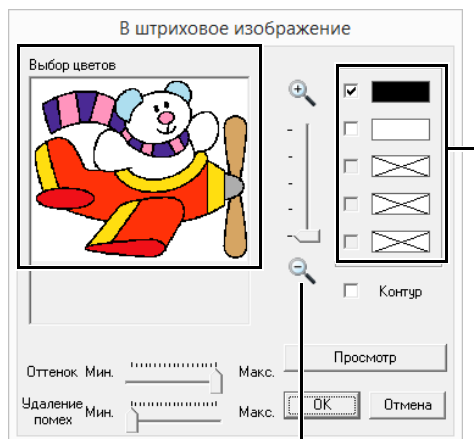 В штриховое изображение
Выбор цветов
Контур
Просмотр
Оттенок Мин. Макс.
Удаление помех Мин. Макс.
OK Отмена